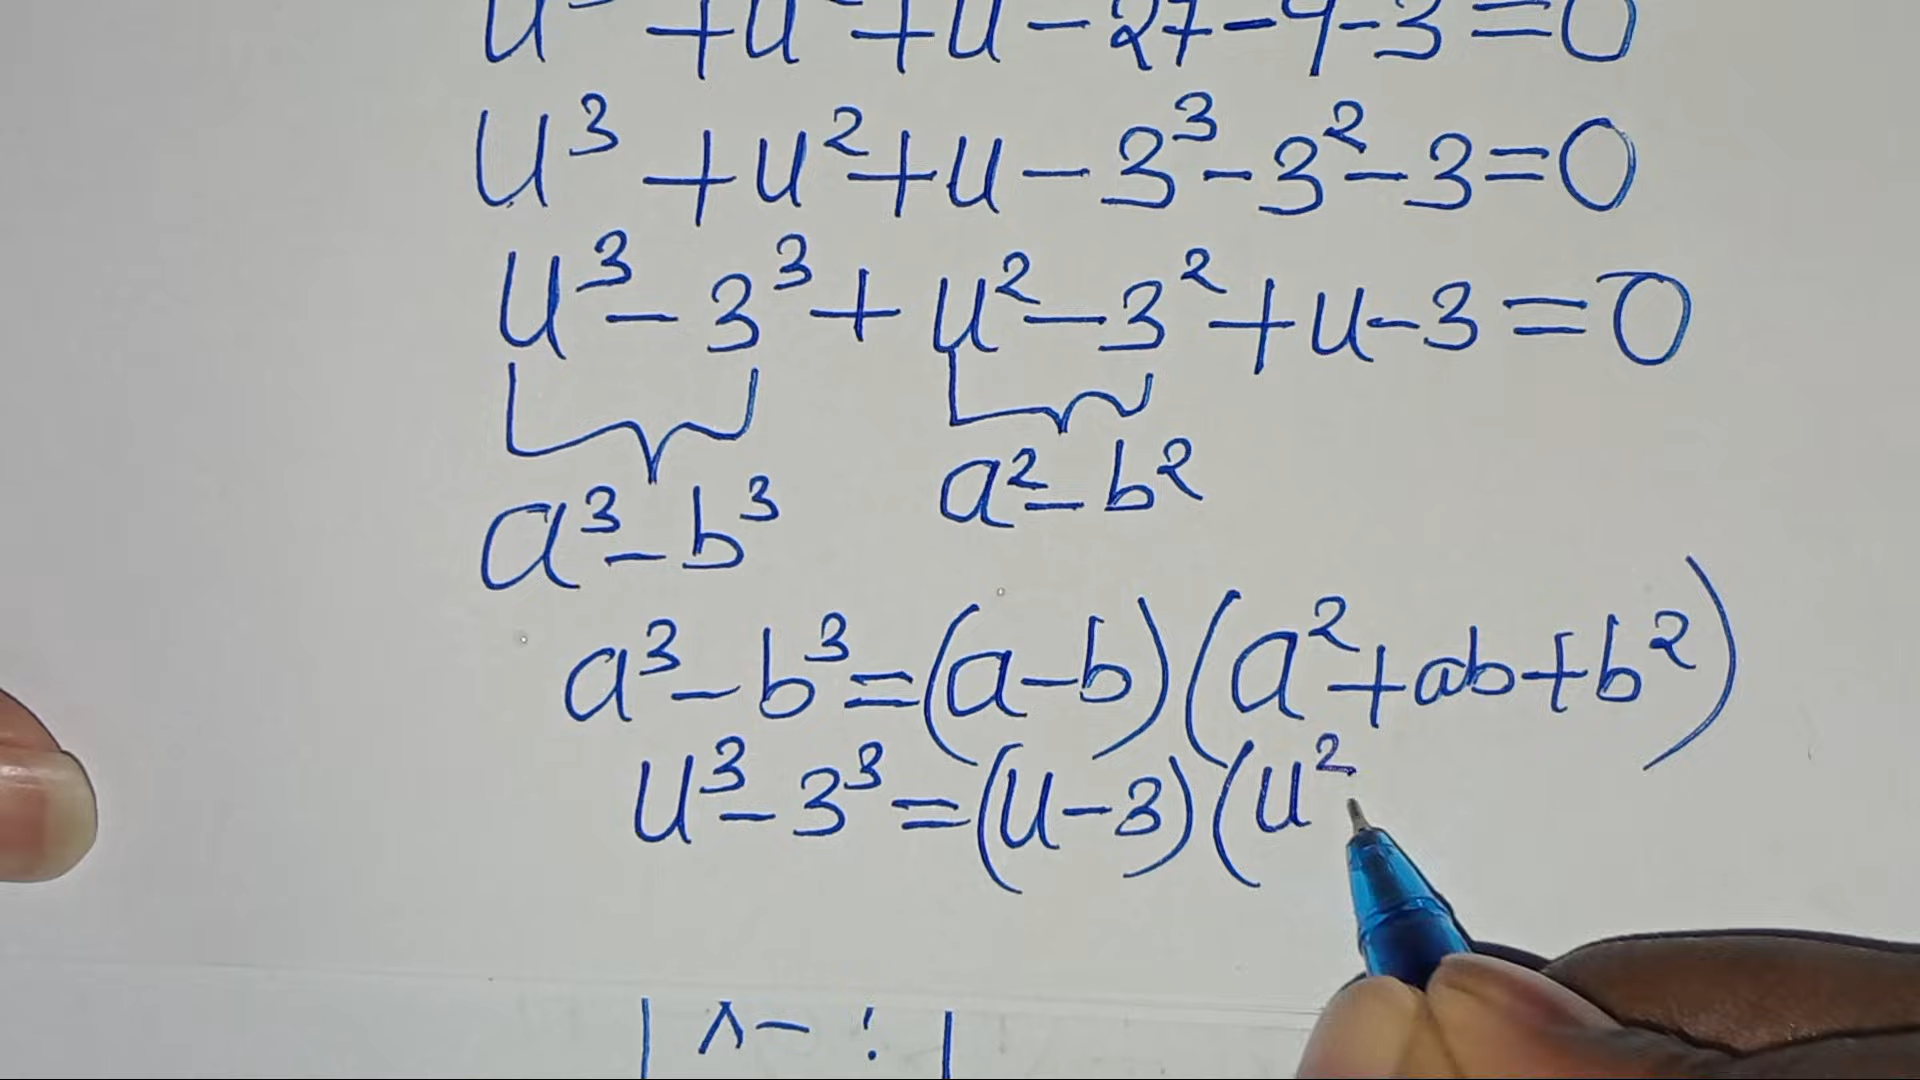 u³ + u² + u - 27 - 9 - 3 = 0
u³ + u² + u - 3³ - 3² - 3 = 0
u³ - 3³ + u² - 3² + u - 3 = 0
a³ - b³ a² - b²
a³ - b³ = (a - b)(a² + ab + b²)
u³ - 3³ = (u - 3)(u²